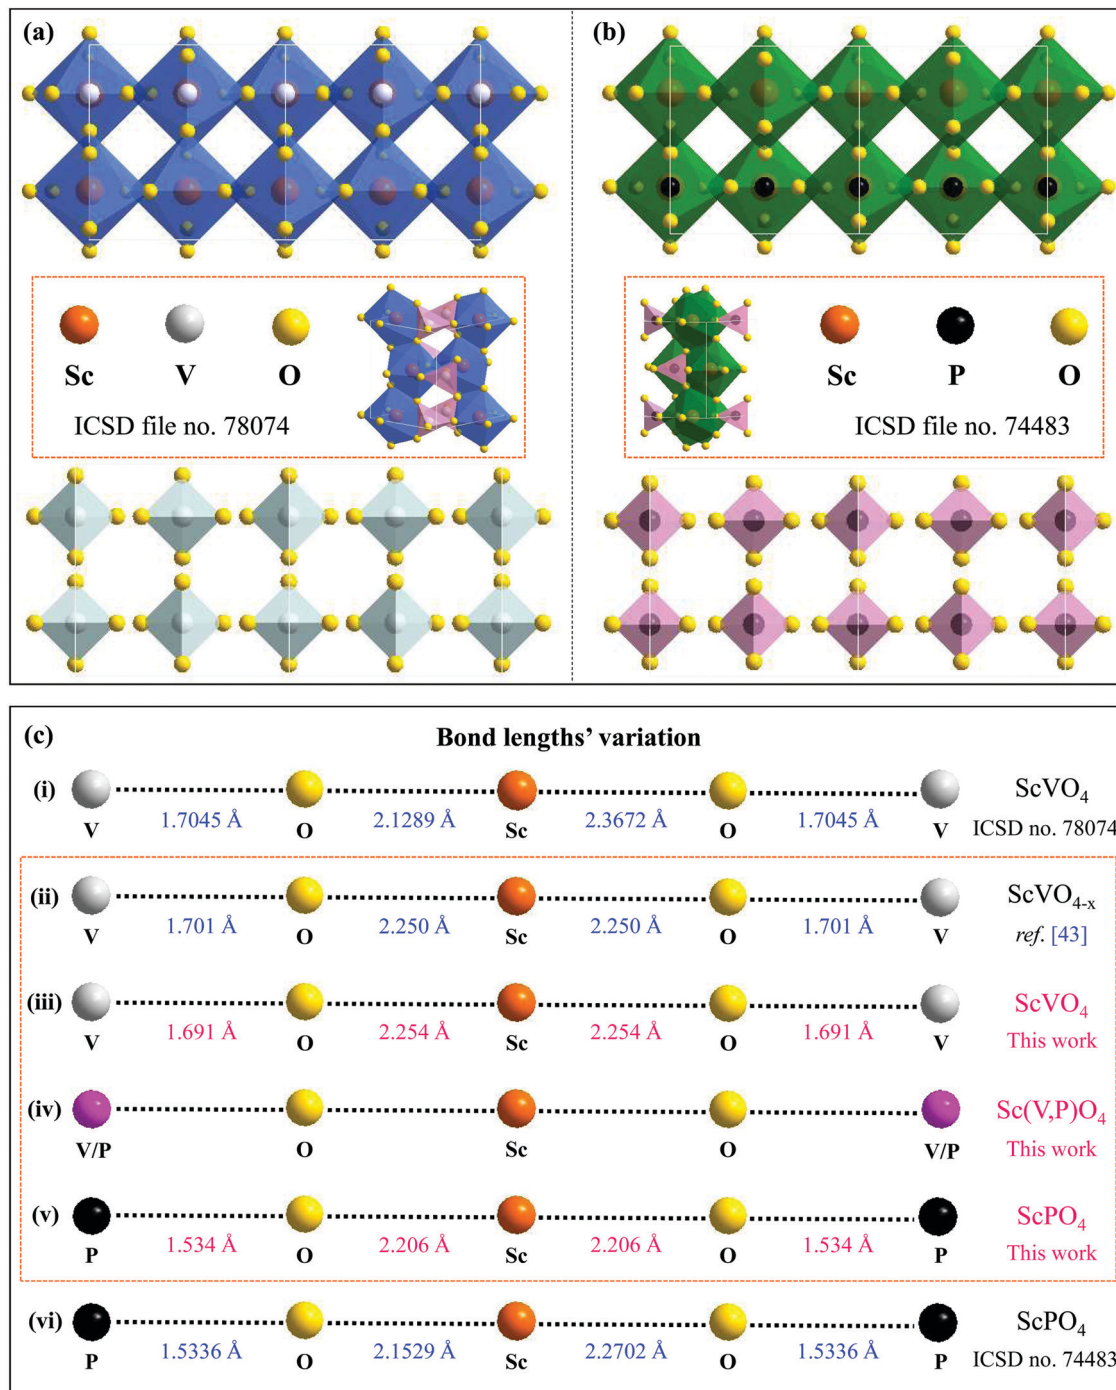 (a)
(b)
Sc V O
ICSD file no. 78074
Sc P O
ICSD file no. 74483
(c)
Bond lengths’ variation
(i)
1.7045 Å 2.1289 Å 2.3672 Å 1.7045 Å
V O Sc O V
ScVO₄
ICSD no. 78074
(ii)
1.701 Å 2.250 Å 2.250 Å 1.701 Å
V O Sc O V
ScVO₄₋ₓ
ref. [43]
(iii)
1.691 Å 2.254 Å 2.254 Å 1.691 Å
V O Sc O V
ScVO₄
This work
(iv)
V/P O Sc O V/P
Sc(V,P)O₄
This work
(v)
1.534 Å 2.206 Å 2.206 Å 1.534 Å
P O Sc O P
ScPO₄
This work
(vi)
1.5336 Å 2.1529 Å 2.2702 Å 1.5336 Å
P O Sc O P
ScPO₄
ICSD no. 74483